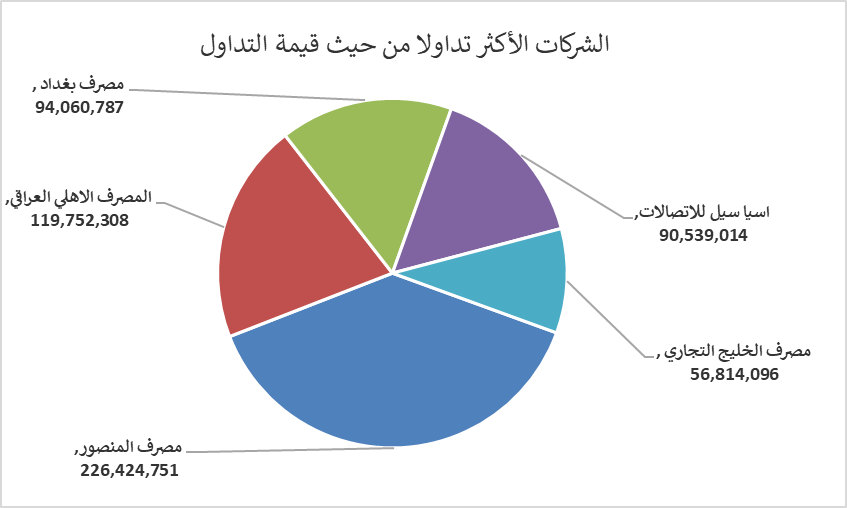 الشركات الأكثر تداولا من حيث قيمة التداول
مصرف بغداد ,
94,060,787
المصرف الاهلي العراقي,
119,752,308
اسيا سيل للاتصالات,
90,539,014
مصرف الخليج التجاري ,
56,814,096
مصرف المنصور,
226,424,751